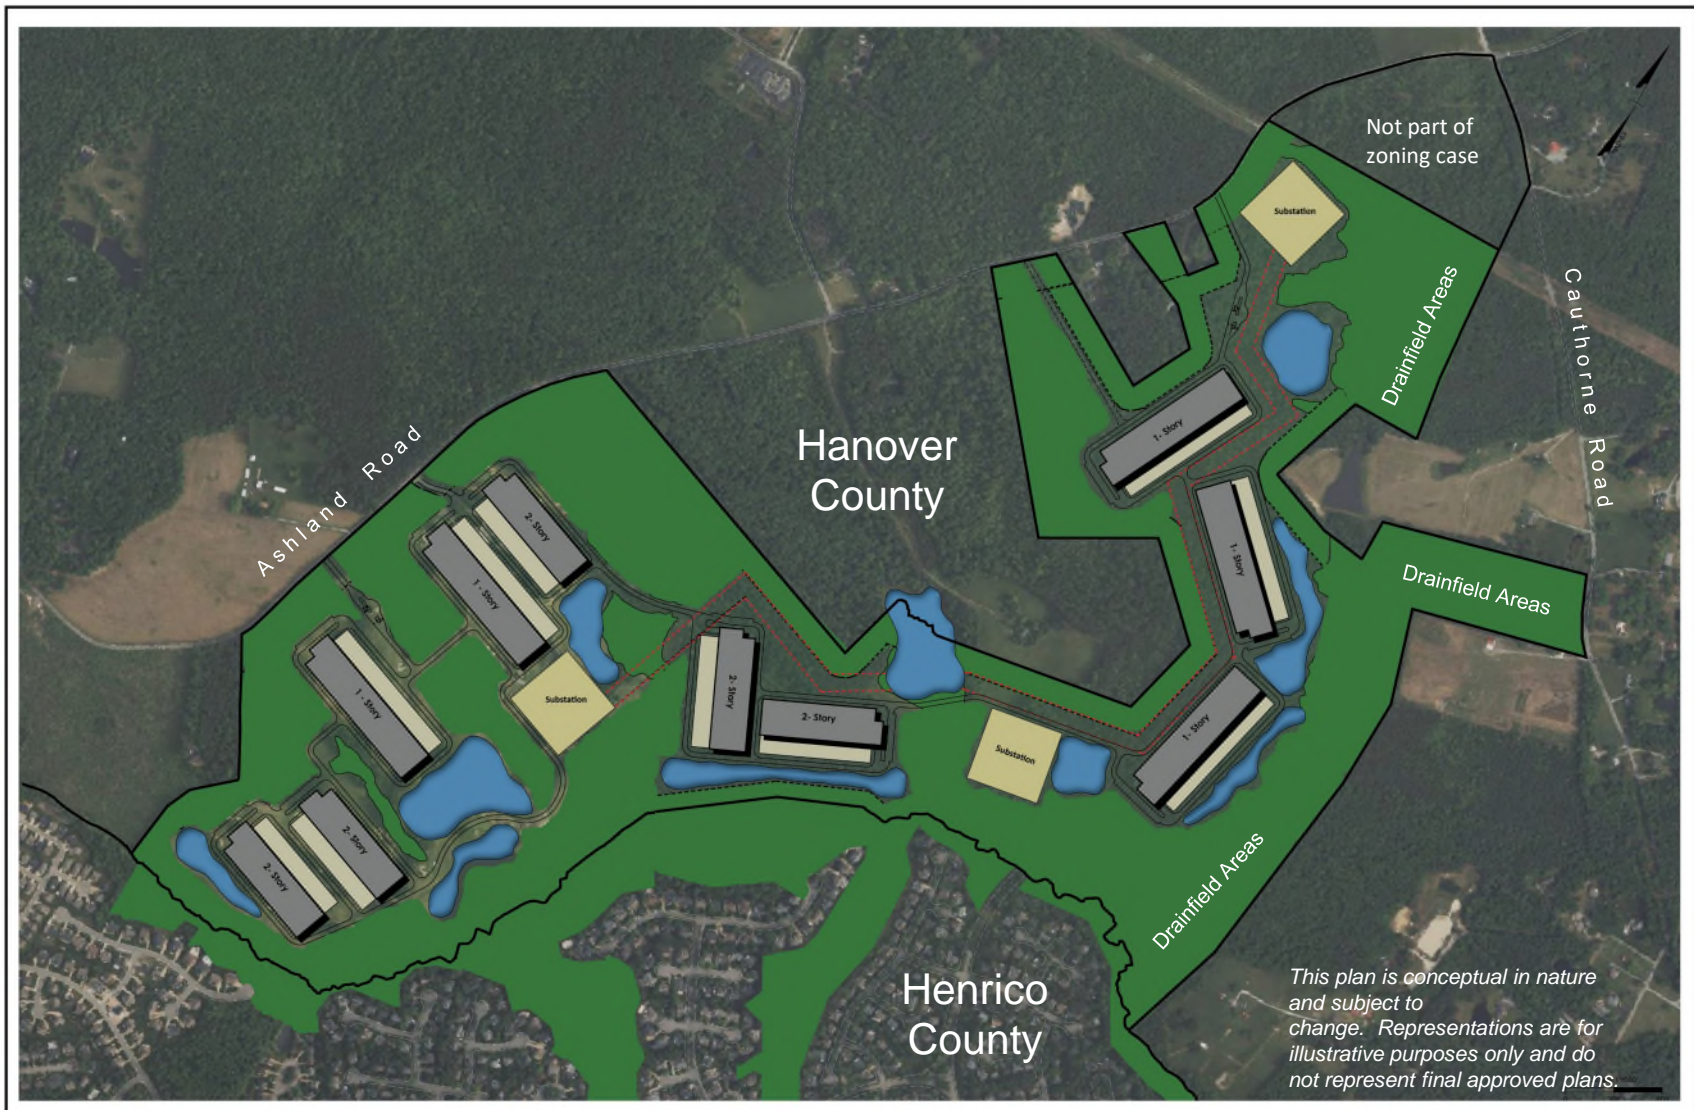 Not part of
zoning case
Substation
Drainfield Areas
Cauthorne Road
1- Story
Hanover
County
Ashland Road
2- Story
1 - Story
1- Story
Drainfield Areas
1 - Story
Substation
2- Story
2- Story
1- Story
Substation
2- Story
2- Story
Drainfield Areas
Henrico
County
This plan is conceptual in nature
and subject to
change. Representations are for
illustrative purposes only and do
not represent final approved plans.